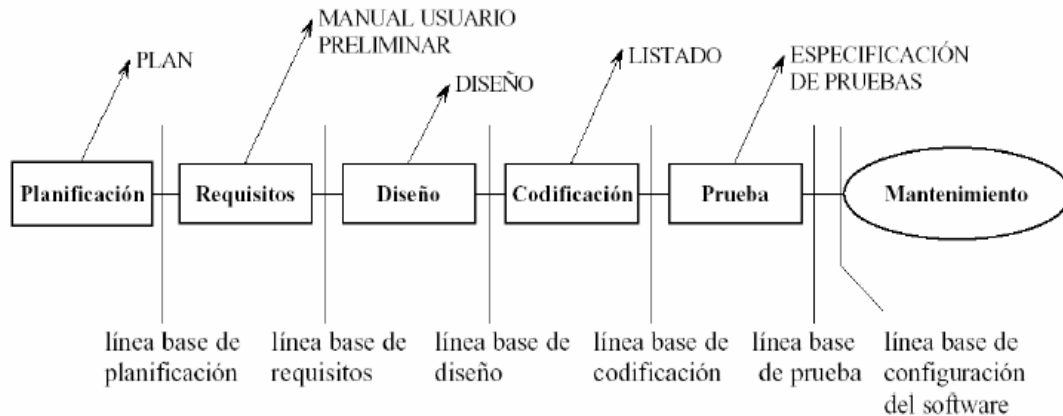 MANUAL USUARIO
PRELIMINAR
PLAN
DISEÑO
LISTADO
ESPECIFICACIÓN
DE PRUEBAS
Planificación
Requisitos
Diseño
Codificación
Prueba
Mantenimiento
línea base de
planificación
línea base de
requisitos
línea base de
diseño
línea base de
codificación
línea base
de prueba
línea base de
configuración
del software